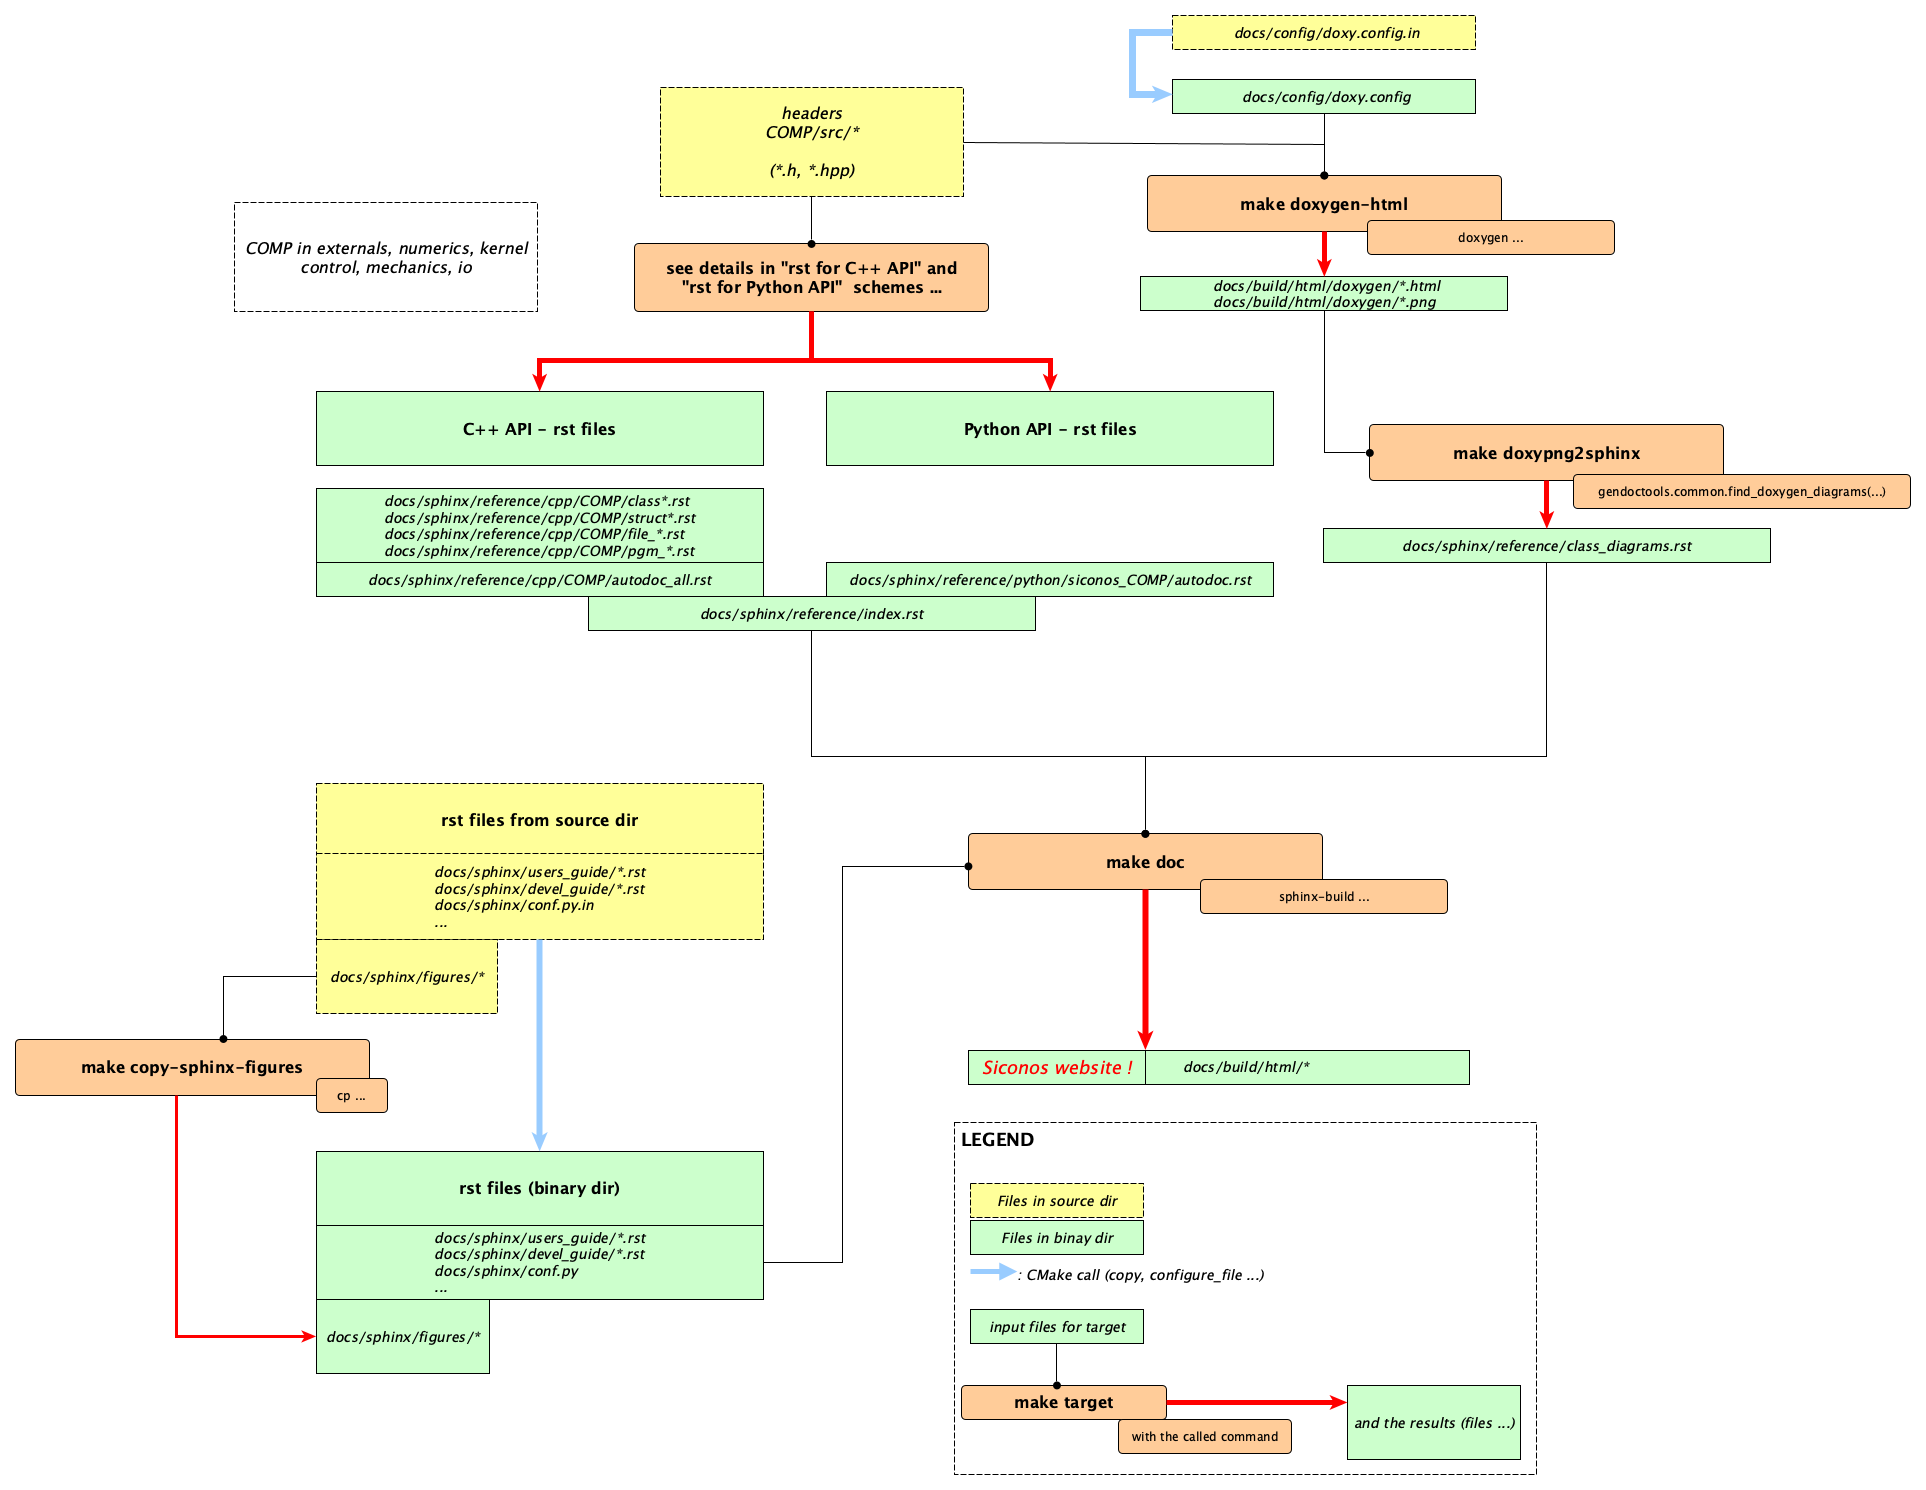 docs/config/doxy.config.in
docs/config/doxy.config
headers
COMP/src/*
(*.h, *.hpp)
make doxygen-html
doxygen ...
COMP in externals, numerics, kernel
control, mechanics, io
see details in "rst for C++ API" and
"rst for Python API"  schemes ...
docs/build/html/doxygen/*.html
docs/build/html/doxygen/*.png
C++ API - rst files
Python API - rst files
make doxypng2sphinx
gendoctools.common.find_doxygen_diagrams(...)
docs/sphinx/reference/cpp/COMP/class*.rst
docs/sphinx/reference/cpp/COMP/struct*.rst
docs/sphinx/reference/cpp/COMP/file_*.rst
docs/sphinx/reference/cpp/COMP/pgm_*.rst
docs/sphinx/reference/class_diagrams.rst
docs/sphinx/reference/cpp/COMP/autodoc_all.rst
docs/sphinx/reference/python/siconos_COMP/autodoc.rst
docs/sphinx/reference/index.rst
rst files from source dir
docs/sphinx/users_guide/*.rst
docs/sphinx/devel_guide/*.rst
docs/sphinx/conf.py.in
...
docs/sphinx/figures/*
make doc
sphinx-build ...
make copy-sphinx-figures
cp ...
Siconos website !
docs/build/html/*
rst files (binary dir)
docs/sphinx/users_guide/*.rst
docs/sphinx/devel_guide/*.rst
docs/sphinx/conf.py
...
docs/sphinx/figures/*
LEGEND
Files in source dir
Files in binay dir
: CMake call (copy, configure_file ...)
input files for target
make target
with the called command
and the results (files ...)